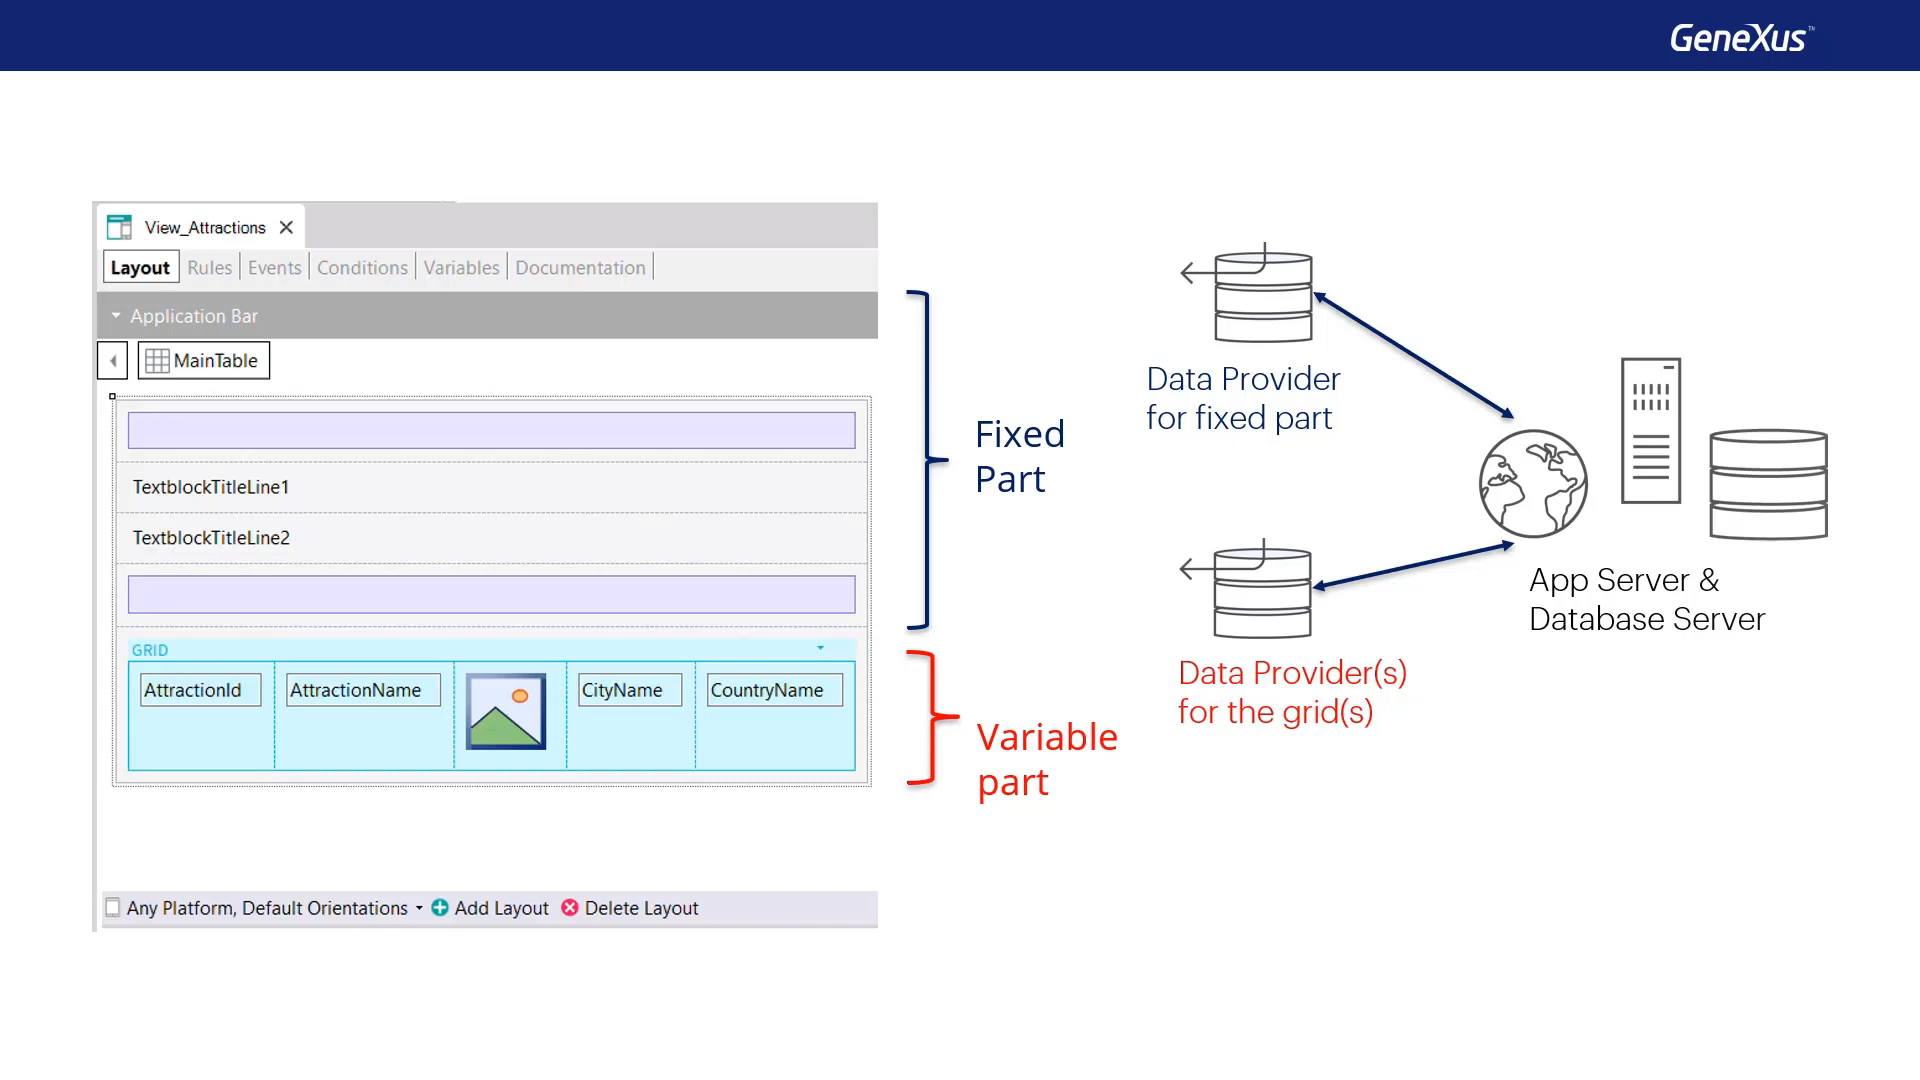 GeneXus™
View_Attractions
Layout Rules Events Conditions Variables Documentation
Application Bar
MainTable
TextblockTitleLine1
TextblockTitleLine2
GRID
AttractionId AttractionName CityName CountryName
Any Platform, Default Orientations Add Layout Delete Layout
Fixed
Part
Variable
part
Data Provider
for fixed part
Data Provider(s)
for the grid(s)
App Server &
Database Server